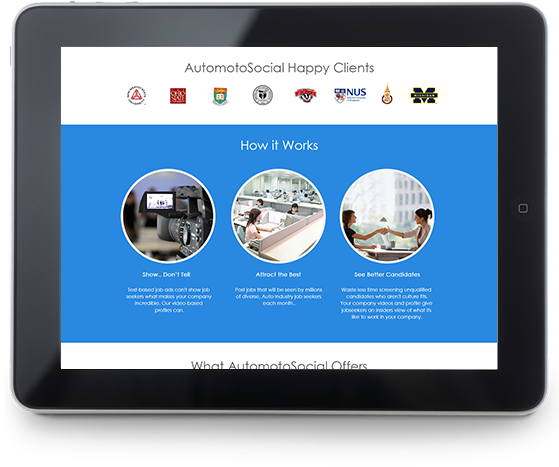 AutomotoSocial Happy Clients
OHIO
STATE
NUS
MICHIGAN
How it Works
Show.. Don't Tell
Attract the Best
See Better Candidates
Text-based job ads can't show job
seekers what makes your company
incredible. Our video-based
profiles can.
Post jobs that will be seen by millions
of diverse, Auto Industry job seekers
each month..
Waste less time screening unqualified
candidates who aren't culture fits.
Your company videos and profile give
jobseekers an insiders view of what it's
like to work in your company.
What AutomotoSocial Offers